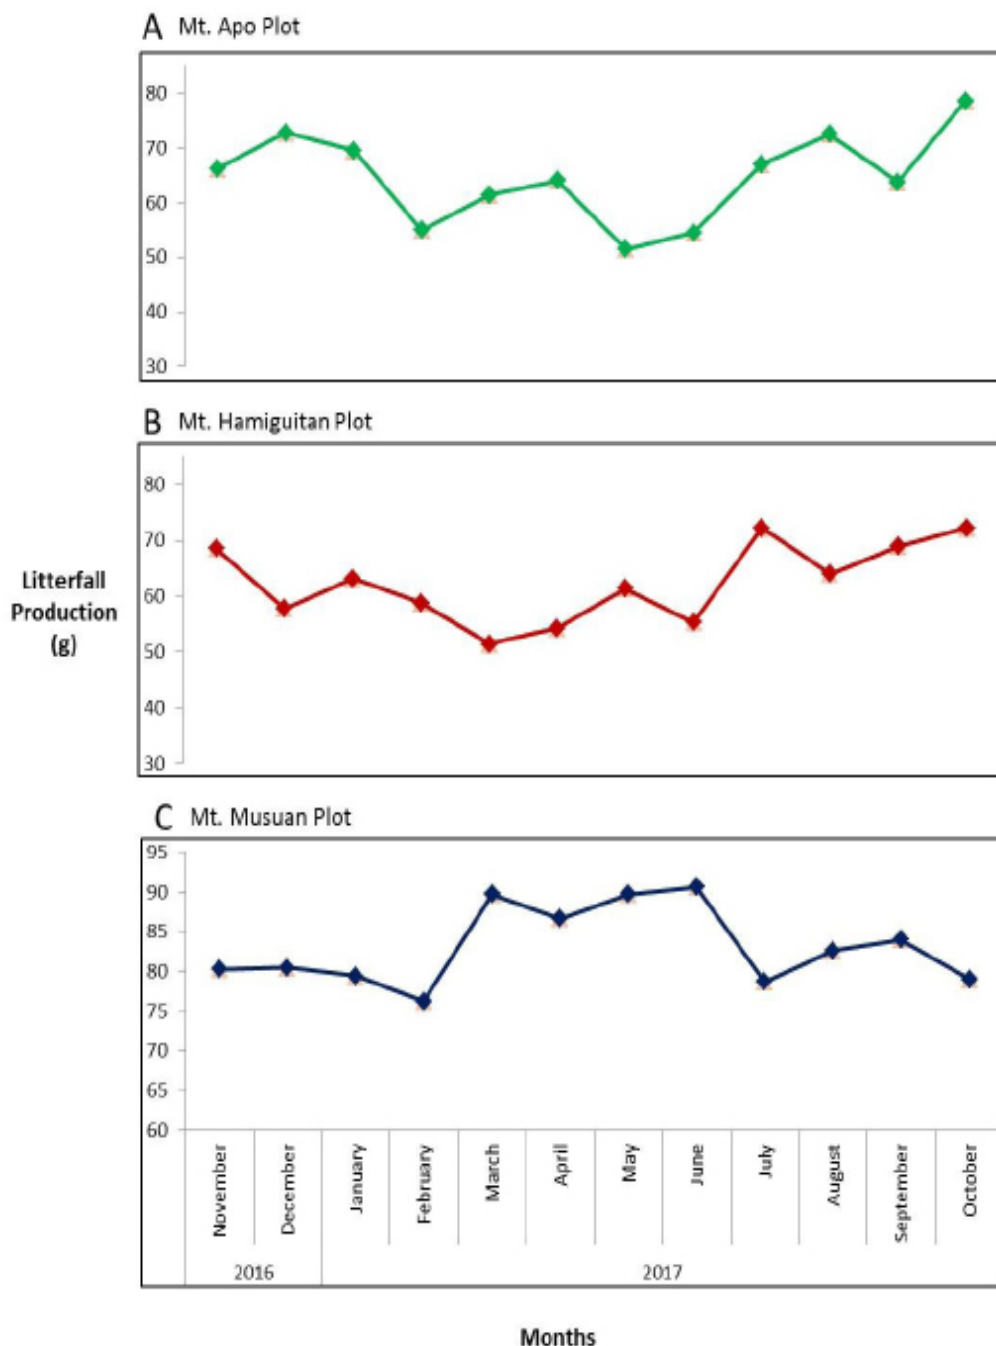 A Mt. Apo Plot
80
70
60
50
40
30
B Mt. Hamiguitan Plot
80
70
60
50
40
30
Litterfall
Production
(g)
C Mt. Musuan Plot
95
90
85
80
75
70
65
60
November
December
January
February
March
April
May
June
July
August
September
October
2016
2017
Months